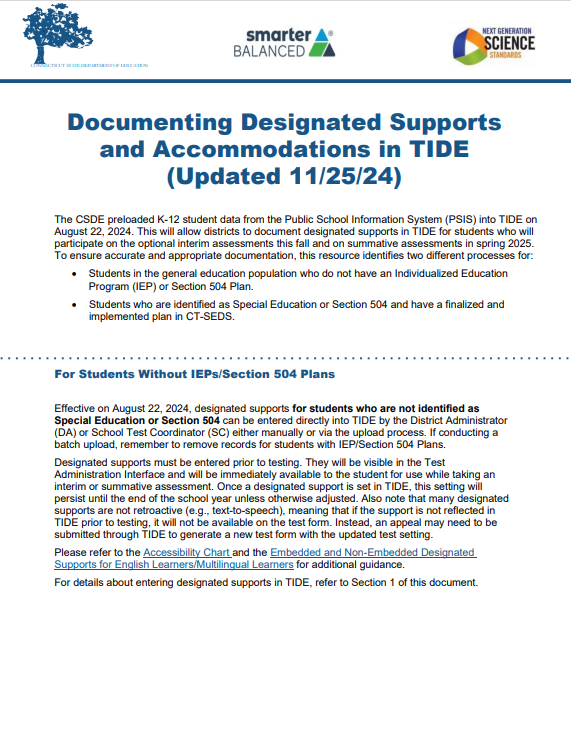 CONNECTICUT STATE DEPARTMENT OF EDUCATION
smarter
BALANCED
NEXT GENERATION
SCIENCE
STANDARDS
Documenting Designated Supports
and Accommodations in TIDE
(Updated 11/25/24)
The CSDE preloaded K-12 student data from the Public School Information System (PSIS) into TIDE on
August 22, 2024. This will allow districts to document designated supports in TIDE for students who will
participate on the optional interim assessments this fall and on summative assessments in spring 2025.
To ensure accurate and appropriate documentation, this resource identifies two different processes for:
• Students in the general education population who do not have an Individualized Education
Program (IEP) or Section 504 Plan.
• Students who are identified as Special Education or Section 504 and have a finalized and
implemented plan in CT-SEDS.
For Students Without IEPs/Section 504 Plans
Effective on August 22, 2024, designated supports for students who are not identified as
Special Education or Section 504 can be entered directly into TIDE by the District Administrator
(DA) or School Test Coordinator (SC) either manually or via the upload process. If conducting a
batch upload, remember to remove records for students with IEP/Section 504 Plans.
Designated supports must be entered prior to testing. They will be visible in the Test
Administration Interface and will be immediately available to the student for use while taking an
interim or summative assessment. Once a designated support is set in TIDE, this setting will
persist until the end of the school year unless otherwise adjusted. Also note that many designated
supports are not retroactive (e.g., text-to-speech), meaning that if the support is not reflected in
TIDE prior to testing, it will not be available on the test form. Instead, an appeal may need to be
submitted through TIDE to generate a new test form with the updated test setting.
Please refer to the Accessibility Chart and the Embedded and Non-Embedded Designated
Supports for English Learners/Multilingual Learners for additional guidance.
For details about entering designated supports in TIDE, refer to Section 1 of this document.